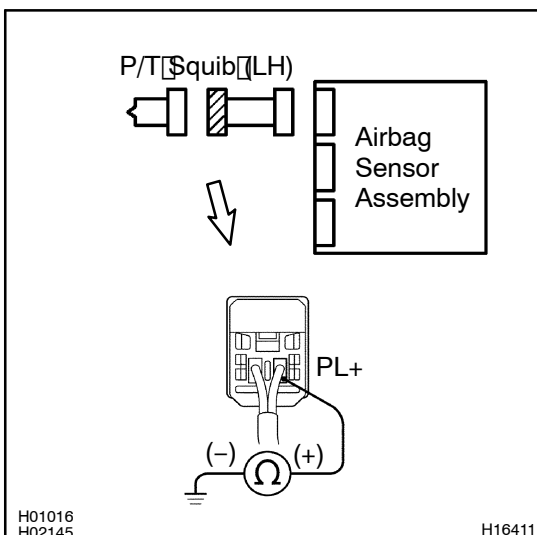 P/T Squib (LH)
Airbag
Sensor
Assembly
PL+
(−) Ω (+)
H01016
H02145
H16411